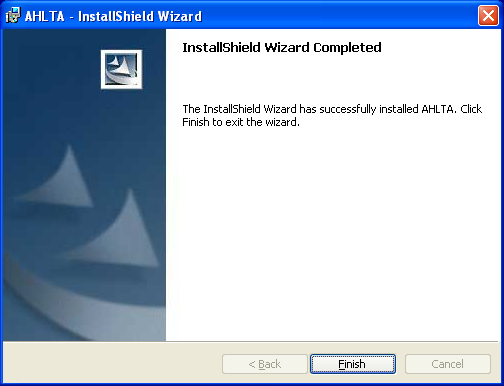 AHLTA - InstallShield Wizard
InstallShield Wizard Completed
The InstallShield Wizard has successfully installed AHLTA. Click
Finish to exit the wizard.
< Back
Finish
Cancel